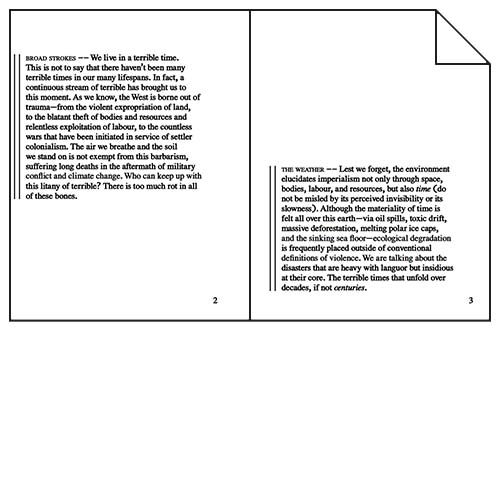 BROAD STROKES –– We live in a terrible time.
This is not to say that there haven't been many
terrible times in our many lifespans. In fact, a
continuous stream of terrible has brought us to
this moment. As we know, the West is borne out of
trauma—from the violent expropriation of land,
to the blatant theft of bodies and resources and
relentless exploitation of labour, to the countless
wars that have been initiated in service of settler
colonialism. The air we breathe and the soil
we stand on is not exempt from this barbarism,
suffering long deaths in the aftermath of military
conflict and climate change. Who can keep up with
this litany of terrible? There is too much rot in all
of these bones.
2
THE WEATHER –– Lest we forget, the environment
elucidates imperialism not only through space,
bodies, labour, and resources, but also time (do
not be misled by its perceived invisibility or its
slowness). Although the materiality of time is
felt all over this earth—via oil spills, toxic drift,
massive deforestation, melting polar ice caps,
and the sinking sea floor—ecological degradation
is frequently placed outside of conventional
definitions of violence. We are talking about the
disasters that are heavy with languor but insidious
at their core. The terrible times that unfold over
decades, if not centuries.
3